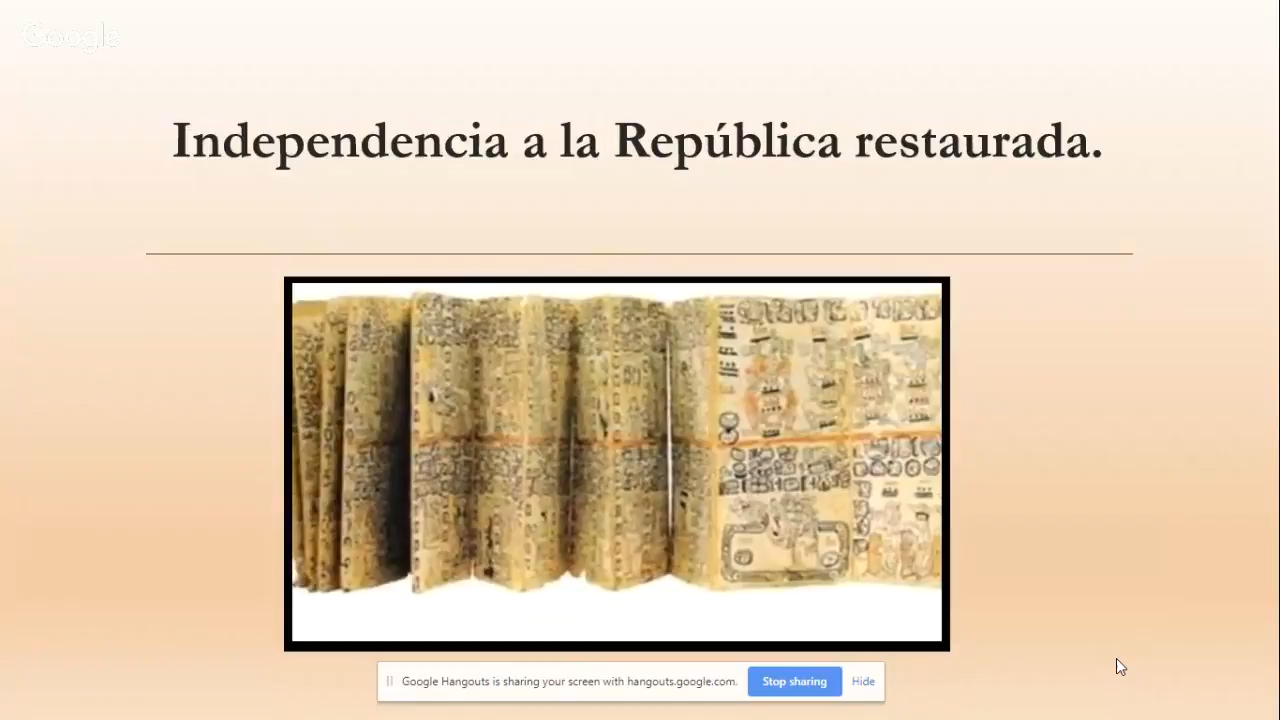 Google
Independencia a la República restaurada.
Google Hangouts is sharing your screen with hangouts.google.com.
Stop sharing
Hide